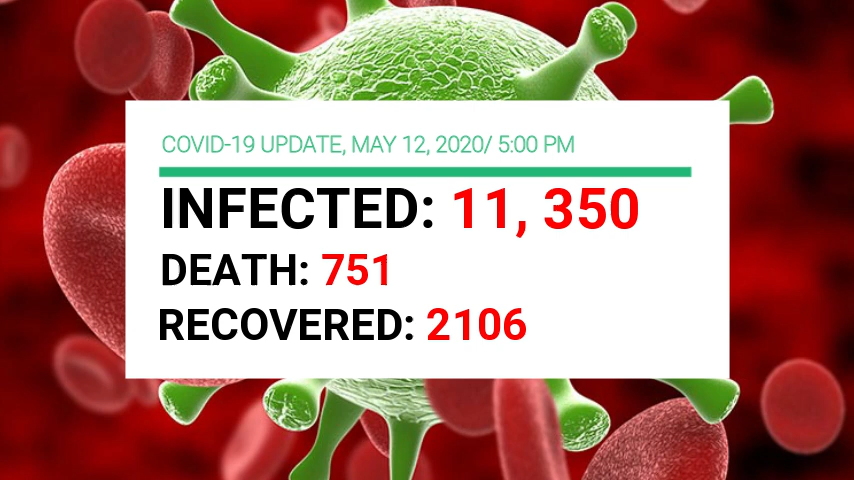 COVID-19 UPDATE, MAY 12, 2020/ 5:00 PM
INFECTED: 11, 350
DEATH: 751
RECOVERED: 2106